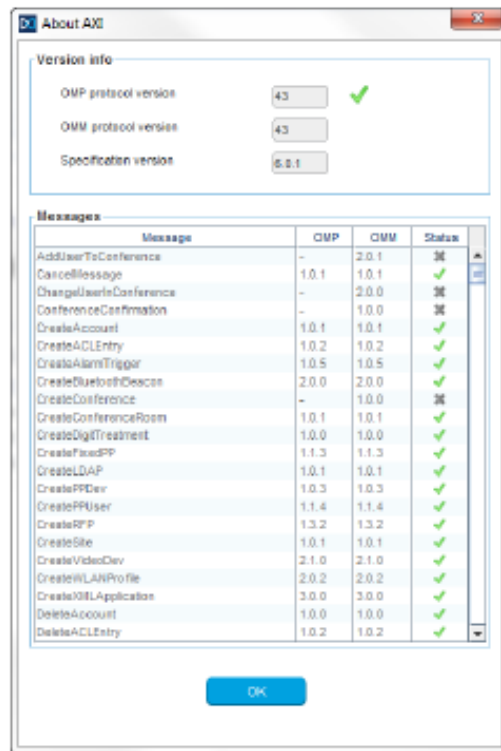 About AXI
Version info
OMP protocol version 43
OMM protocol version 43
Specification version 6.0.1
Messages
Message OMP OMM Status
AddUserToConference - 2.0.1
CancelMessage 1.0.1 1.0.1
ChangeUserInConference - 2.0.0
ConferenceConfirmation - 1.0.0
CreateAccount 1.0.1 1.0.1
CreateACLEntry 1.0.2 1.0.2
CreateAlarmTrigger 1.0.5 1.0.5
CreateBluetoothBeacon 2.0.0 2.0.0
CreateConference - 1.0.0
CreateConferenceRoom 1.0.1 1.0.1
CreateDigitTreatment 1.0.0 1.0.0
CreateFixedPP 1.1.3 1.1.3
CreateLDAP 1.0.1 1.0.1
CreatePPDev 1.0.3 1.0.3
CreatePPUser 1.1.4 1.1.4
CreateRFP 1.3.2 1.3.2
CreateSite 1.0.1 1.0.1
CreateVideoDev 2.1.0 2.1.0
CreateWLANProfile 2.0.2 2.0.2
CreateXMLApplication 3.0.0 3.0.0
DeleteAccount 1.0.0 1.0.0
DeleteACLEntry 1.0.2 1.0.2
OK